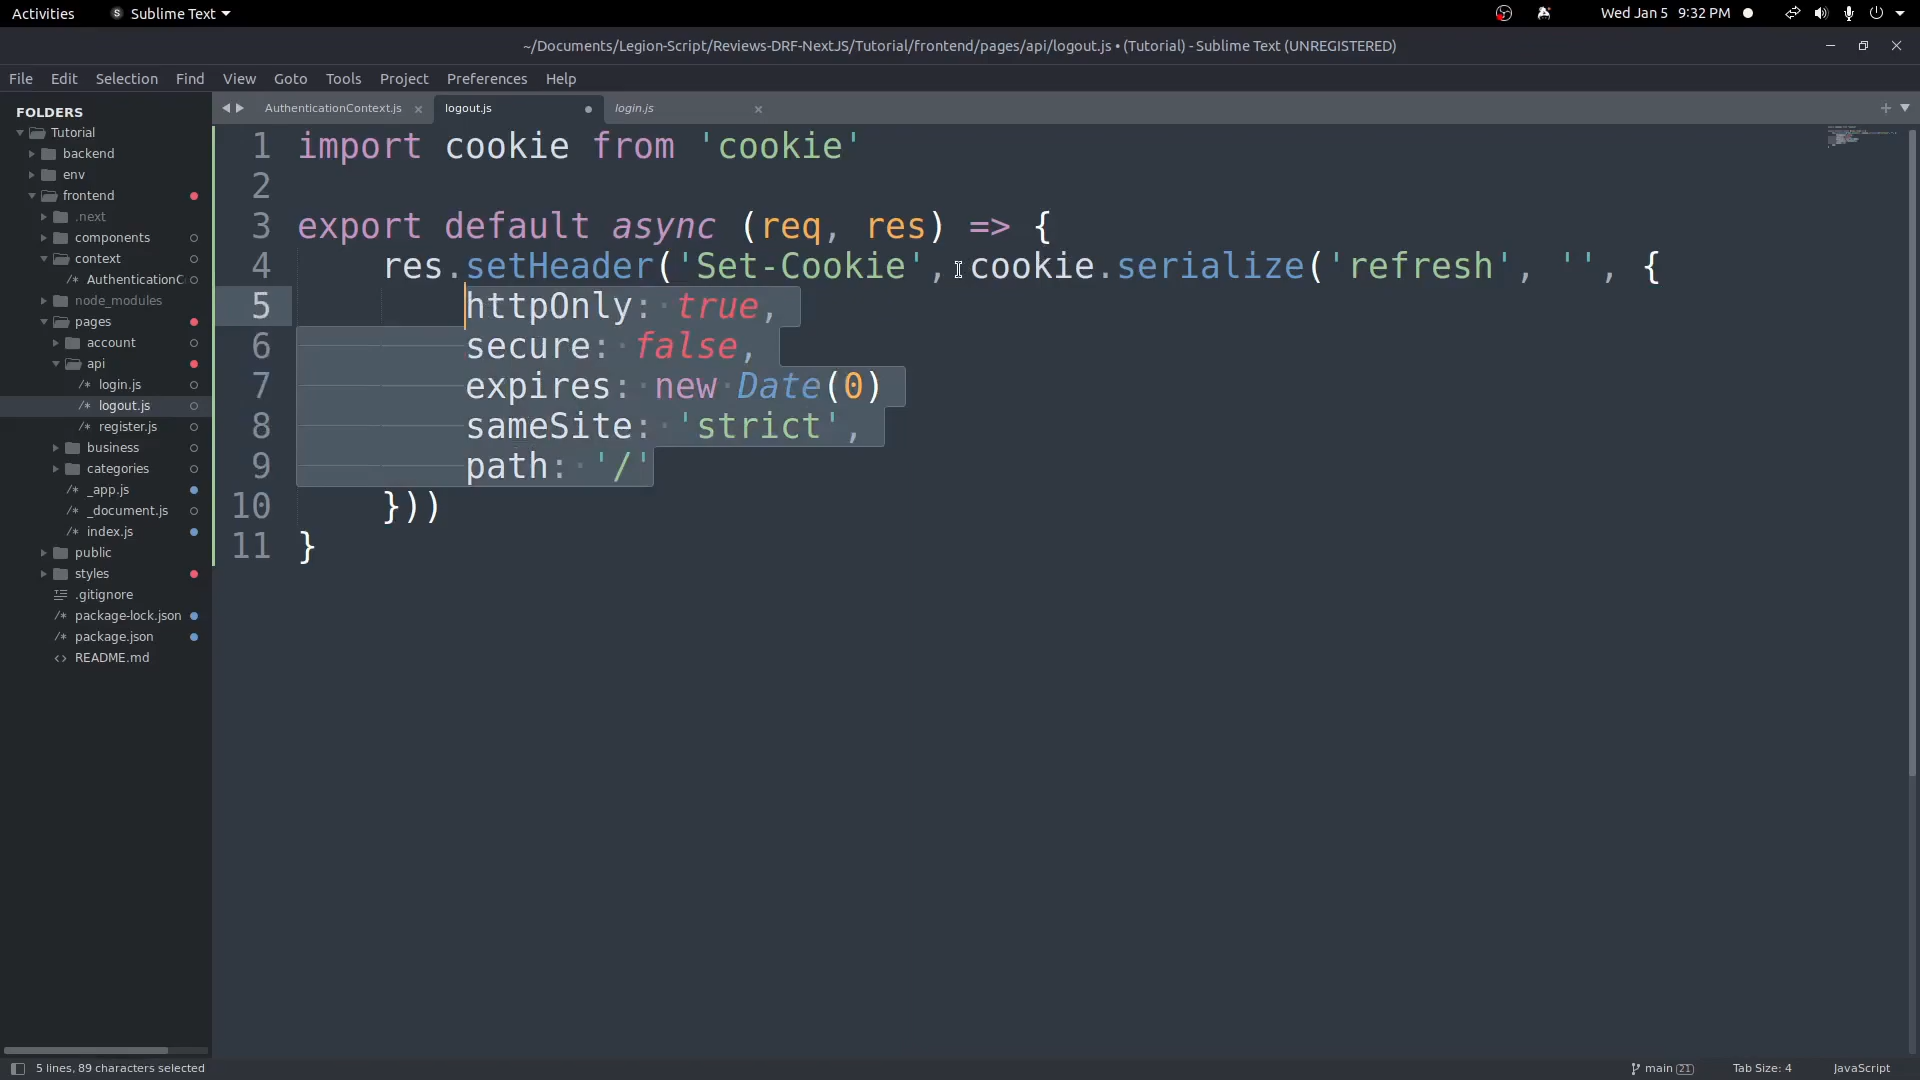 Activities
Sublime Text
Wed Jan 5 9:32 PM
~/Documents/Legion-Script/Reviews-DRF-NextJS/Tutorial/frontend/pages/api/logout.js • (Tutorial) - Sublime Text (UNREGISTERED)
File Edit Selection Find View Goto Tools Project Preferences Help
FOLDERS
Tutorial
backend
env
frontend
.next
components
context
/* AuthenticationC
node_modules
pages
account
api
/* login.js
/* logout.js
/* register.js
business
categories
/* _app.js
/* _document.js
/* index.js
public
styles
.gitignore
/* package-lock.json
/* package.json
<> README.md
AuthenticationContext.js ×
logout.js
login.js ×
1 import cookie from 'cookie'
2
3 export default async (req, res) => {
4 res.setHeader('Set-Cookie', cookie.serialize('refresh', '', {
5 httpOnly: true,
6 secure: false,
7 expires: new Date(0)
8 sameSite: 'strict',
9 path: '/'
10 }))
11 }
5 lines, 89 characters selected
main 21
Tab Size: 4
JavaScript